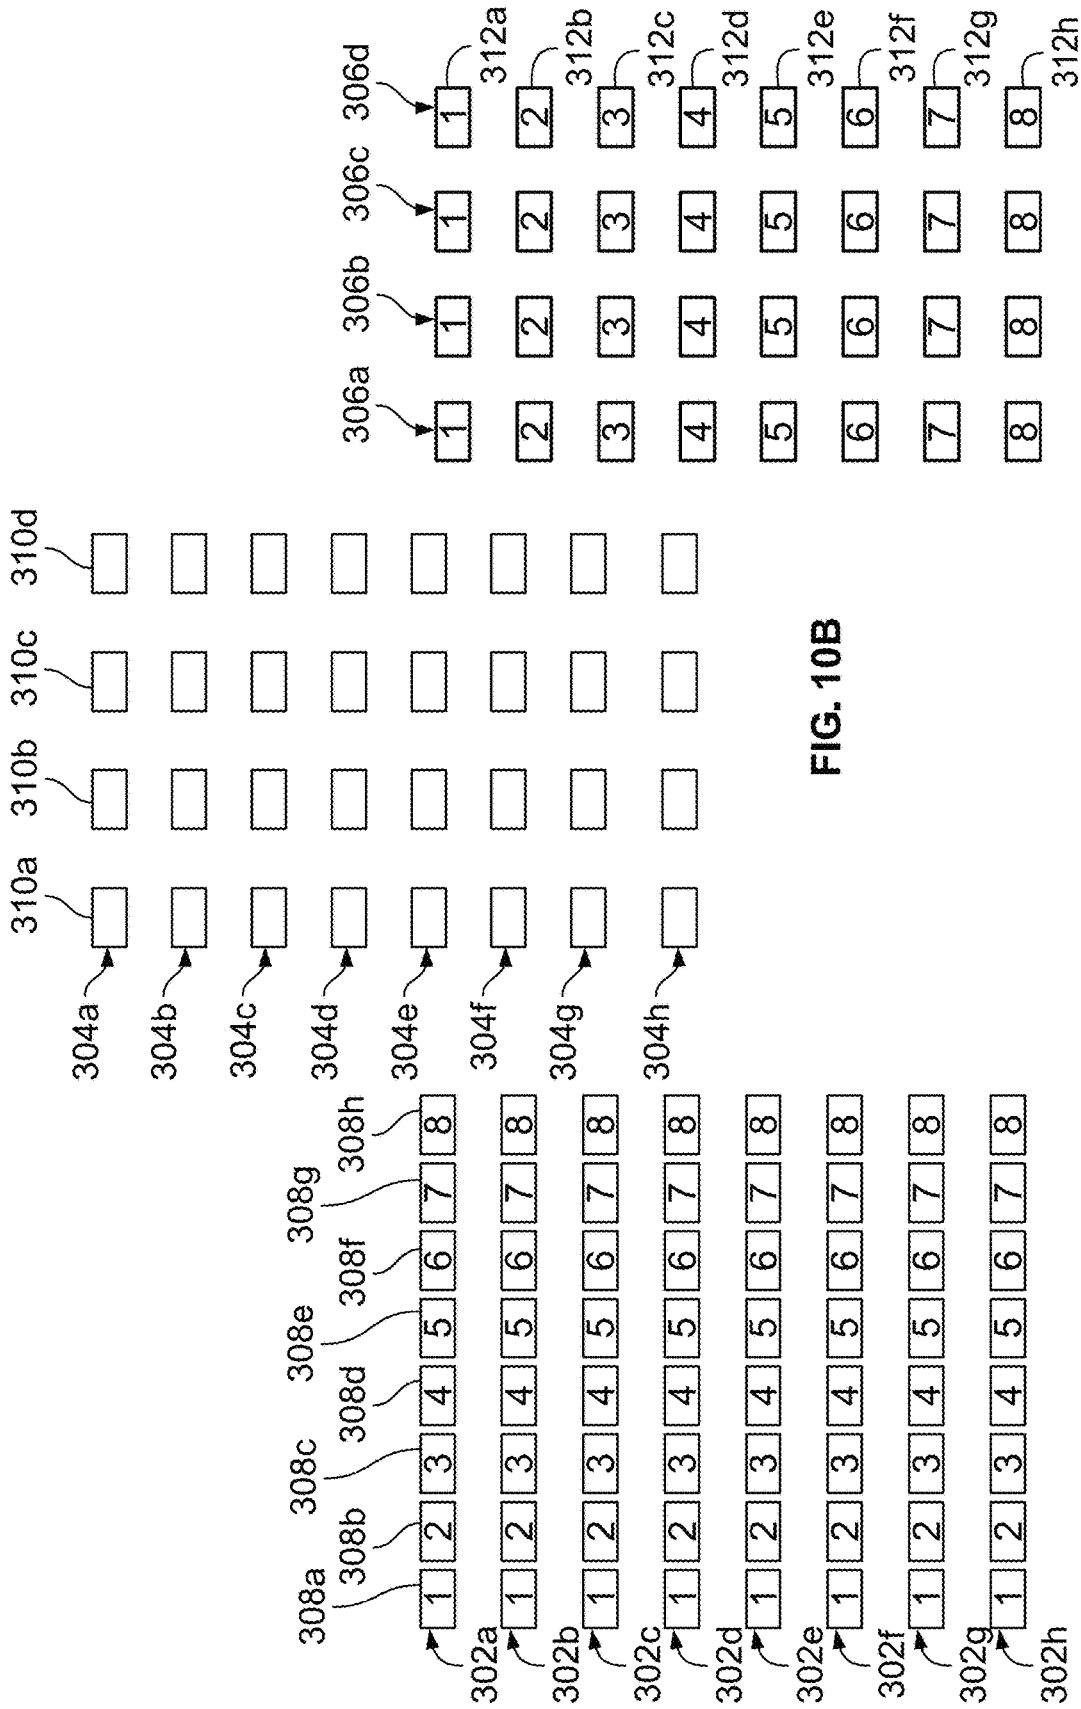 308a 308c 308e 308g
308b 308d 308f 308h
1 2 3 4 5 6 7 8
302a
1 2 3 4 5 6 7 8
302b
1 2 3 4 5 6 7 8
302c
1 2 3 4 5 6 7 8
302d
1 2 3 4 5 6 7 8
302e
1 2 3 4 5 6 7 8
302f
1 2 3 4 5 6 7 8
302g
1 2 3 4 5 6 7 8
302h
310a 310b 310c 310d
304a
304b
304c
304d
304e
304f
304g
304h
306a 306b 306c 306d
1 1 1 1
312a
2 2 2 2
312b
3 3 3 3
312c
4 4 4 4
312d
5 5 5 5
312e
6 6 6 6
312f
7 7 7 7
312g
8 8 8 8
312h
FIG. 10B